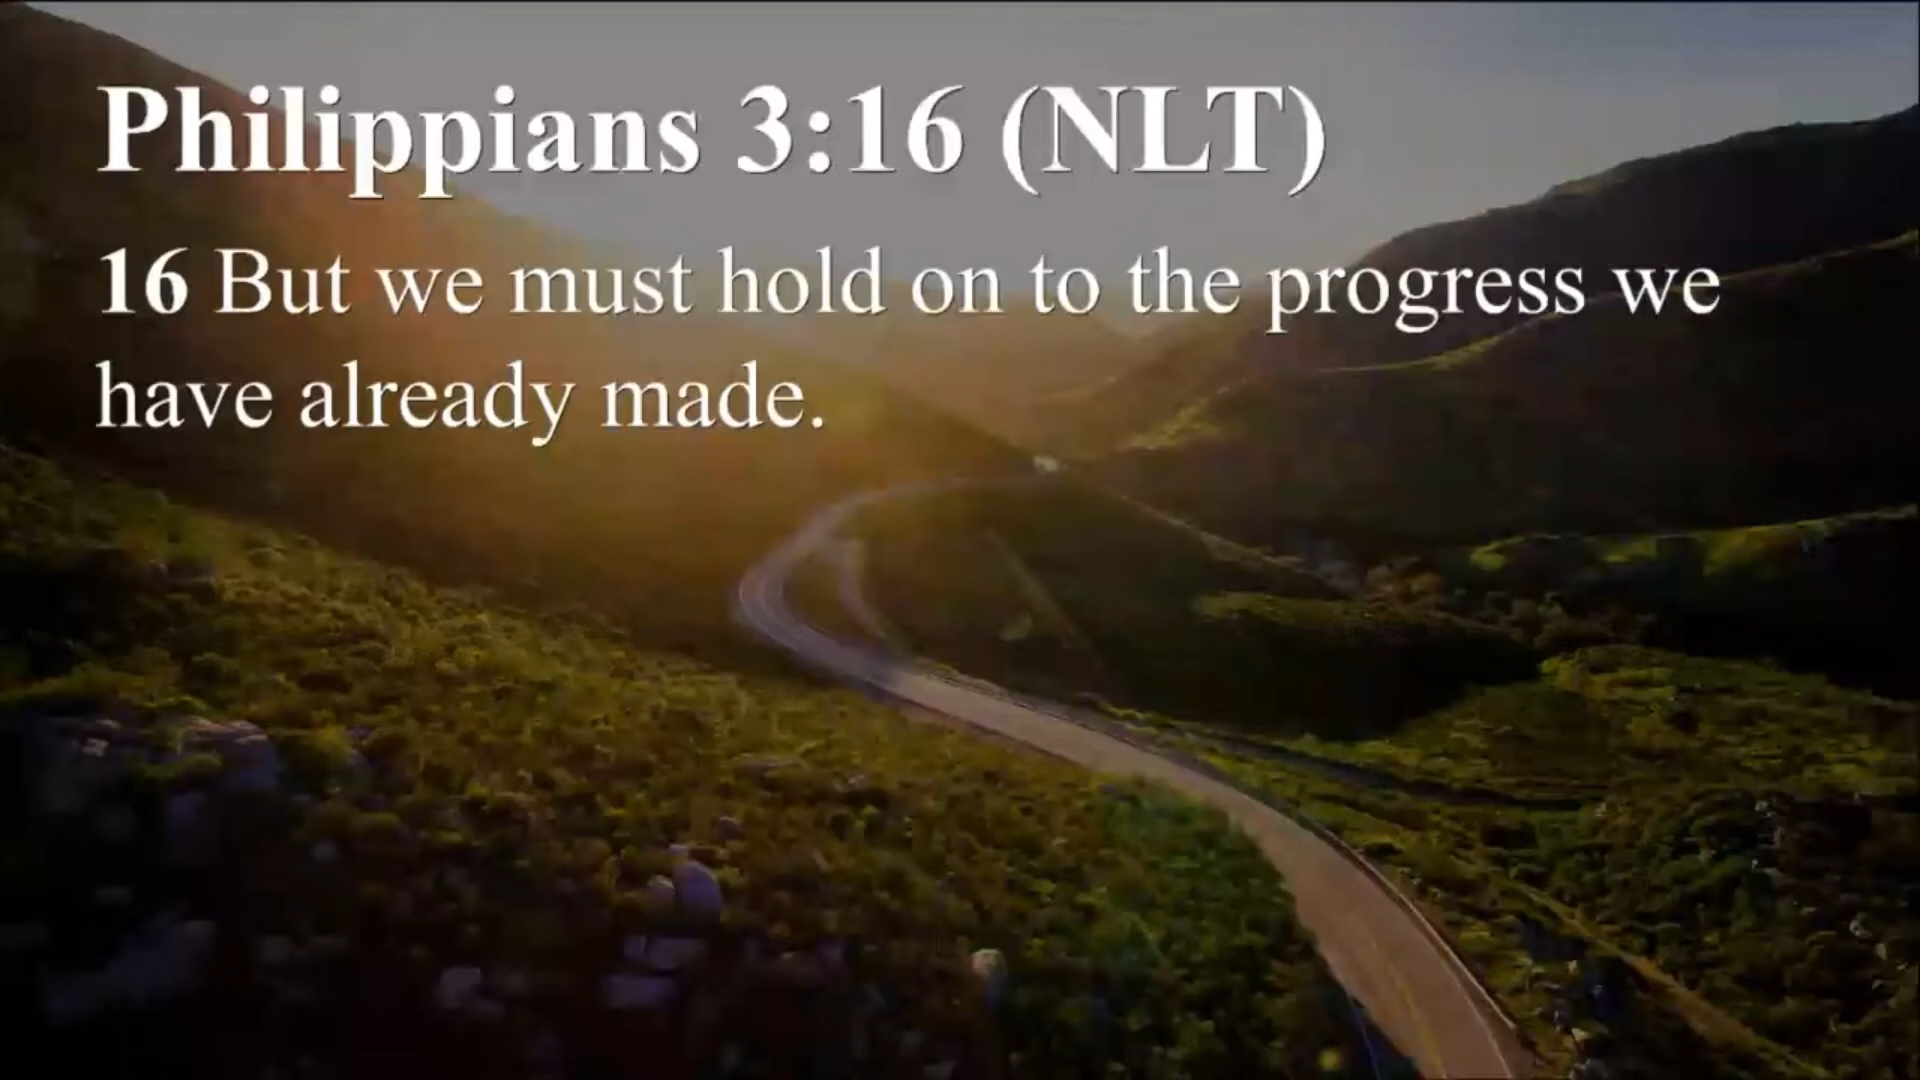 Philippians 3:16 (NLT)
16 But we must hold on to the progress we
have already made.